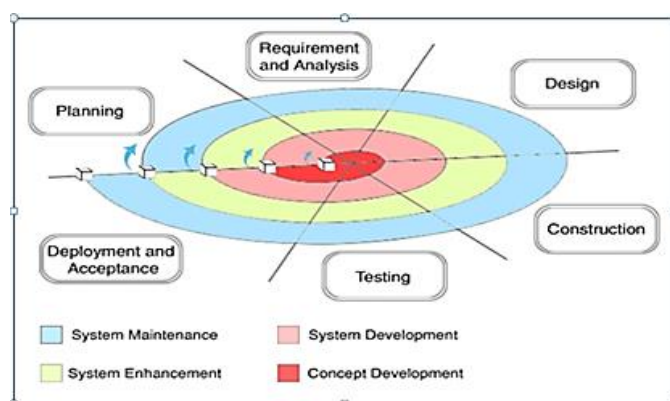 Requirement
and Analysis
Design
Planning
Construction
Deployment and
Acceptance
Testing
System Maintenance
System Development
System Enhancement
Concept Development